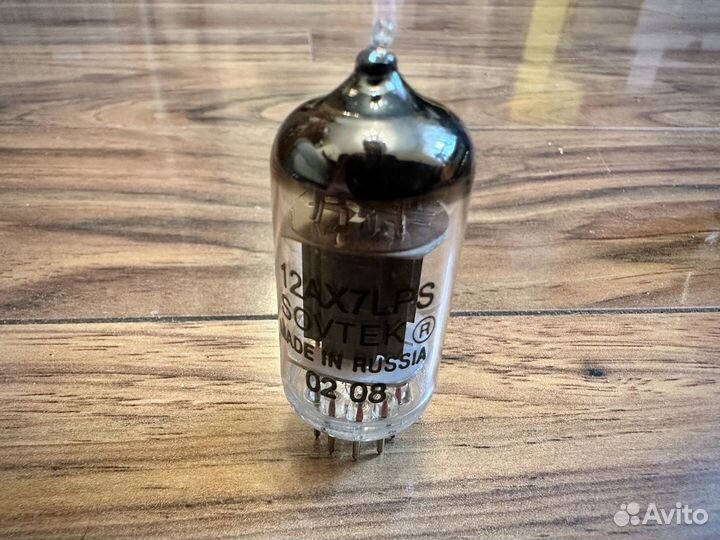 12AX7LPS
SOVTEK®
MADE IN RUSSIA
02 08
Avito